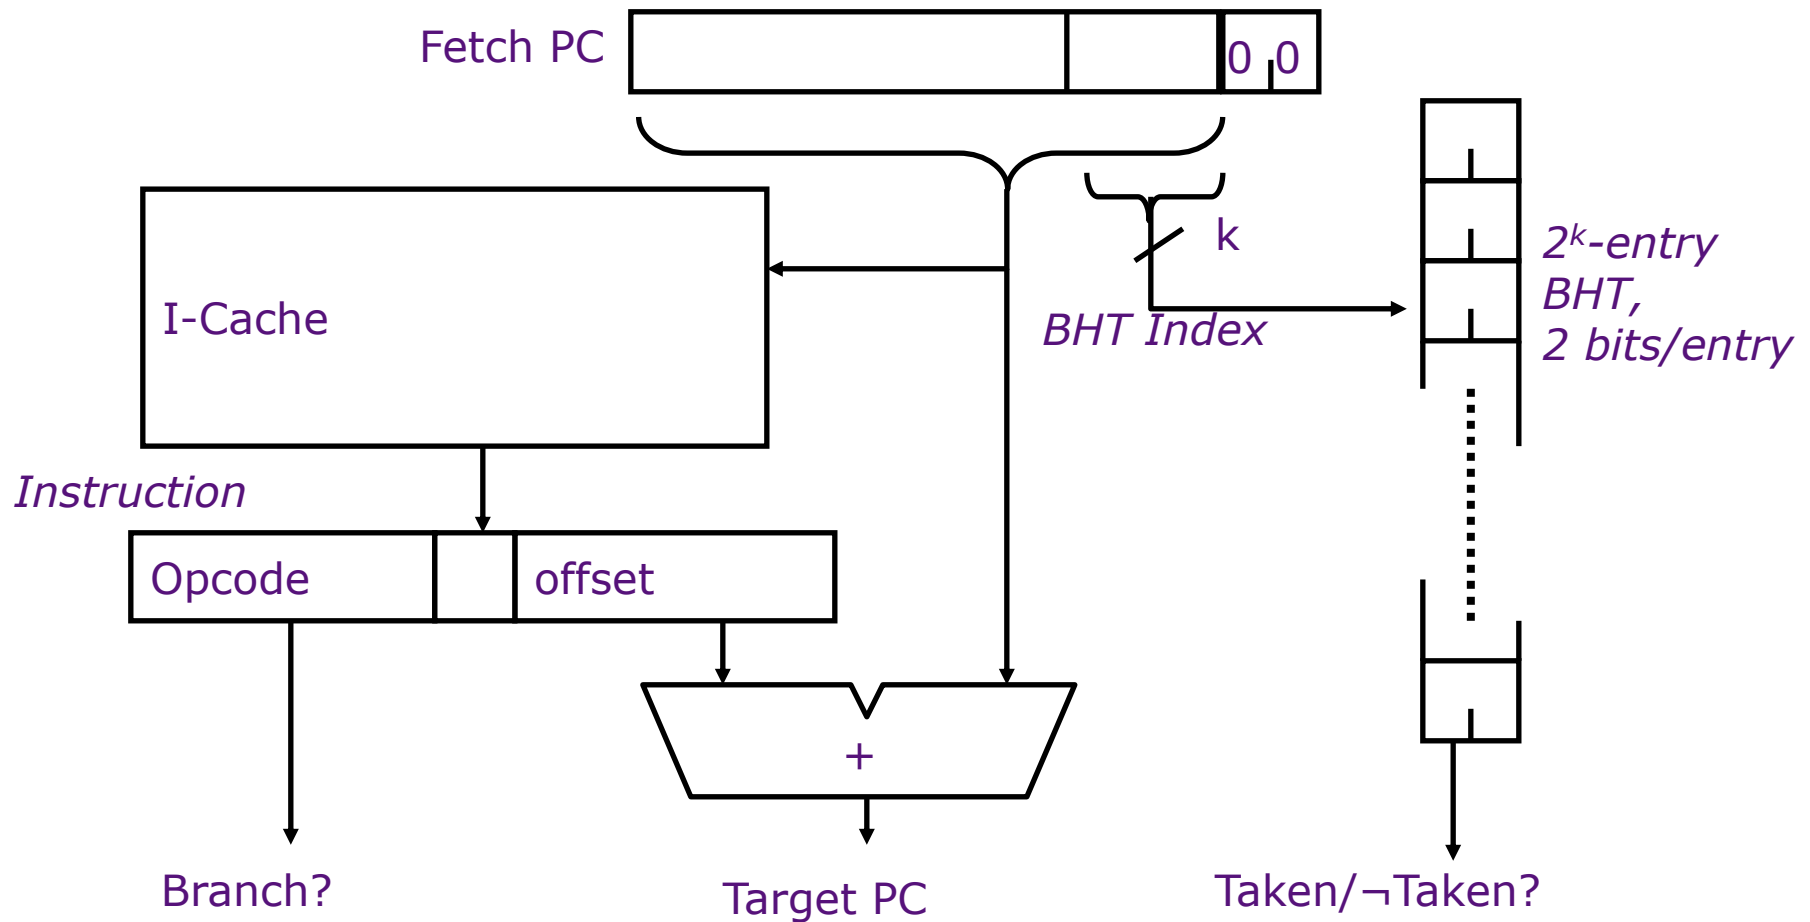 Fetch PC
0 0
k
2ᵏ-entry
BHT,
2 bits/entry
I-Cache
BHT Index
Instruction
Opcode
offset
+
Branch?
Target PC
Taken/¬Taken?